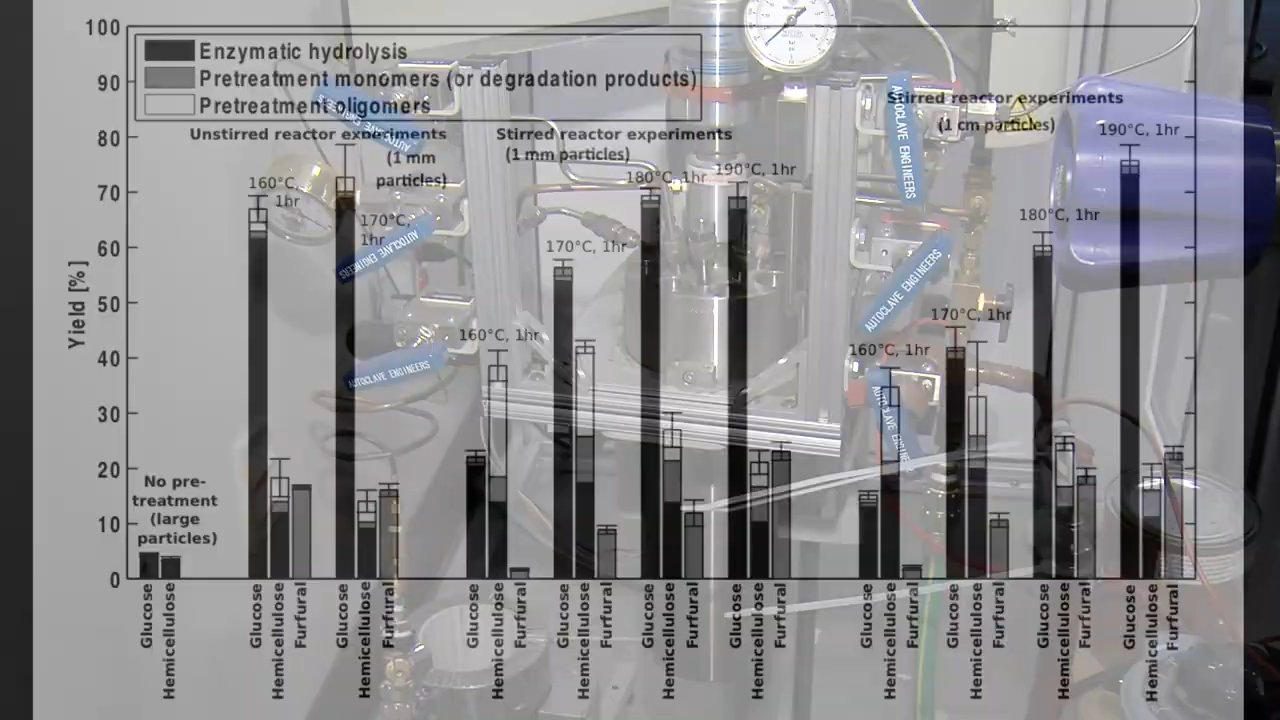 100
90
80
70
60
50
40
30
20
10
0
Yield [%]
Enzymatic hydrolysis
Pretreatment monomers (or degradation products)
Pretreatment oligomers
Unstirred reactor experiments
(1 mm
particles)
Stirred reactor experiments
(1 mm particles)
Stirred reactor experiments
(1 cm particles)
No pre-
treatment
(large
particles)
160°C,
1hr
170°C,
1hr
160°C, 1hr
170°C, 1hr
180°C, 1hr
190°C, 1hr
160°C, 1hr
170°C, 1hr
180°C, 1hr
190°C, 1hr
Glucose
Hemicellulose
Glucose
Hemicellulose
Furfural
Glucose
Hemicellulose
Furfural
Glucose
Hemicellulose
Furfural
Glucose
Hemicellulose
Furfural
Glucose
Hemicellulose
Furfural
Glucose
Hemicellulose
Furfural
Glucose
Hemicellulose
Furfural
Glucose
Hemicellulose
Furfural
Glucose
Hemicellulose
Furfural
Glucose
Hemicellulose
Furfural
AUTOCLAVE ENGINEERS
AUTOCLAVE ENGINEERS
AUTOCLAVE ENGINEERS
AUTOCLAVE ENGINEERS